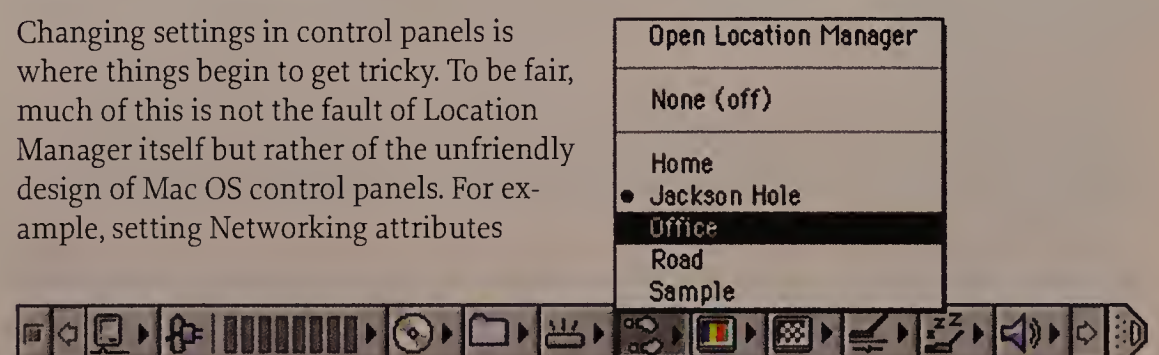 Changing settings in control panels is
where things begin to get tricky. To be fair,
much of this is not the fault of Location
Manager itself but rather of the unfriendly
design of Mac OS control panels. For ex-
ample, setting Networking attributes
Open Location Manager
None (off)
Home
• Jackson Hole
Office
Road
Sample